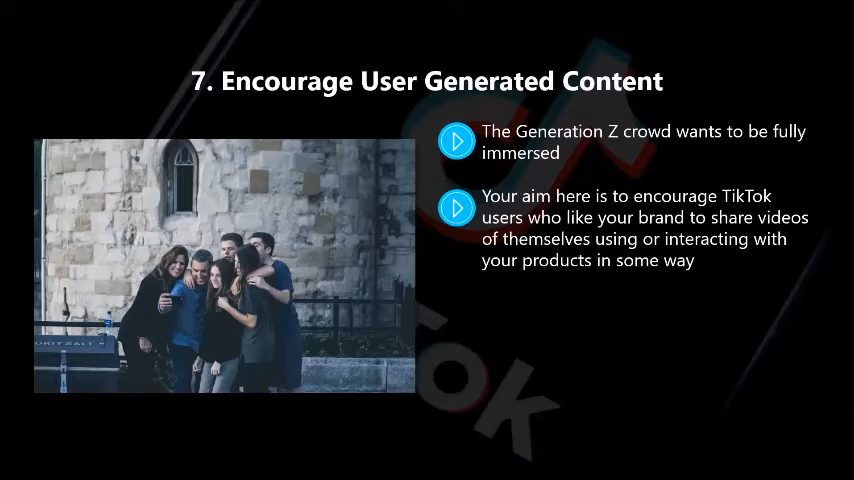 7. Encourage User Generated Content
The Generation Z crowd wants to be fully
immersed
Your aim here is to encourage TikTok
users who like your brand to share videos
of themselves using or interacting with
your products in some way
Tok